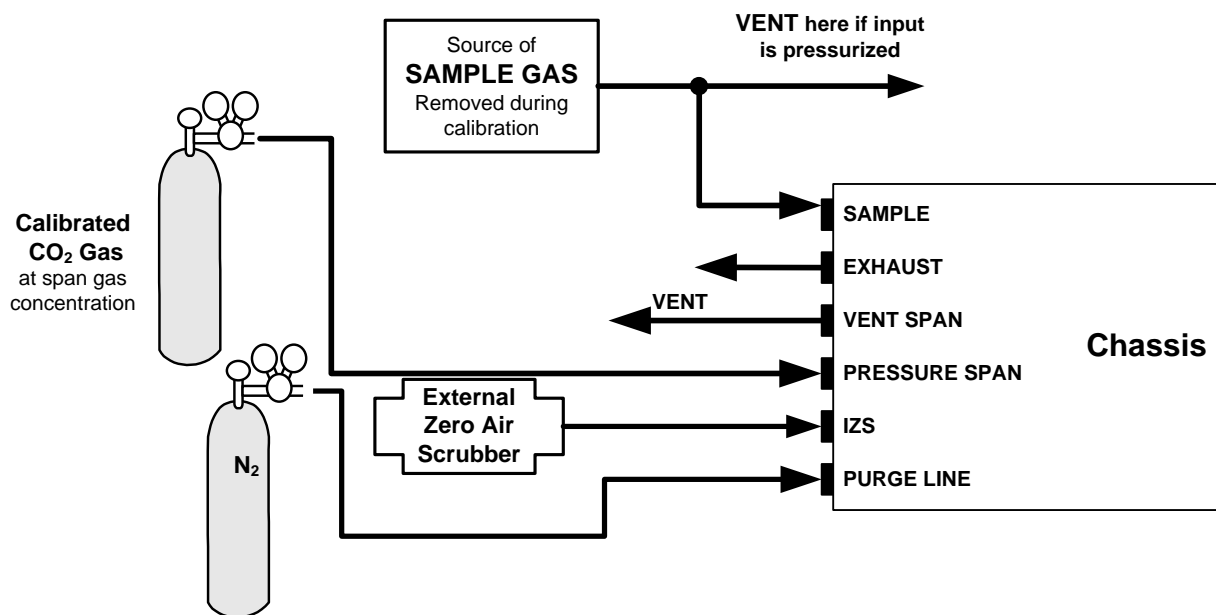 Source of
SAMPLE GAS
Removed during
calibration
VENT here if input
is pressurized
Calibrated
CO₂ Gas
at span gas
concentration
N₂
External
Zero Air
Scrubber
VENT
SAMPLE
EXHAUST
VENT SPAN
PRESSURE SPAN
IZS
PURGE LINE
Chassis